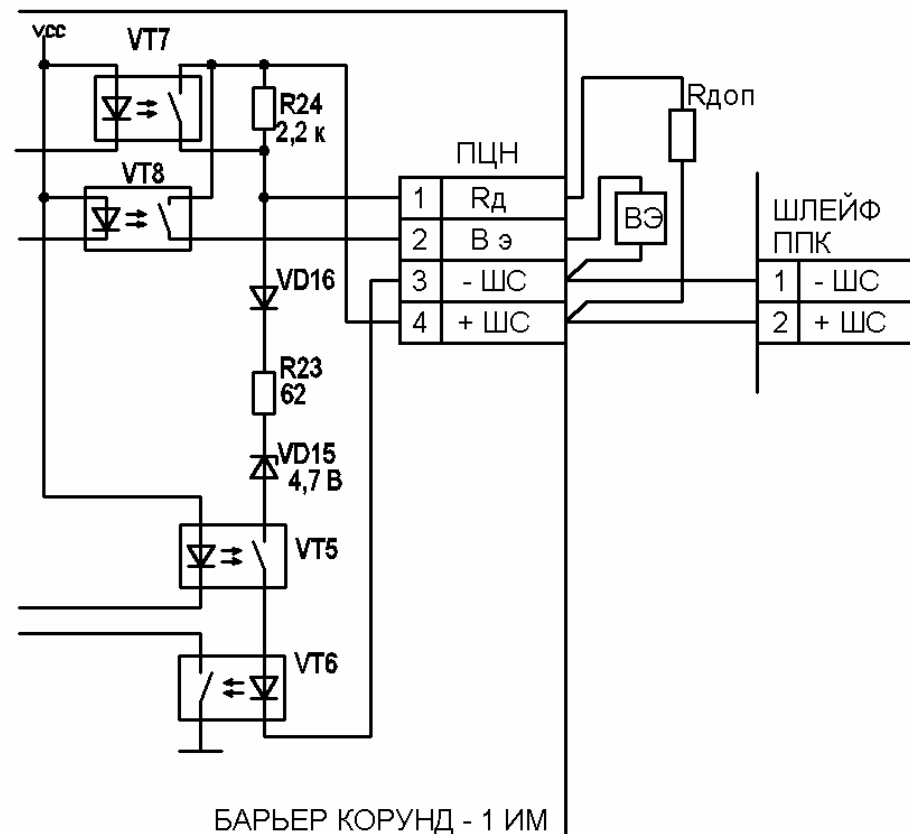 vcc
VT7
R24
2,2 к
Rдоп
ПЦН
VT8
1 Rд
2 В э
3 - ШС
4 + ШС
ВЭ
ШЛЕЙФ
ППК
1 - ШС
2 + ШС
VD16
R23
62
VD15
4,7 В
VT5
VT6
БАРЬЕР КОРУНД - 1 ИМ